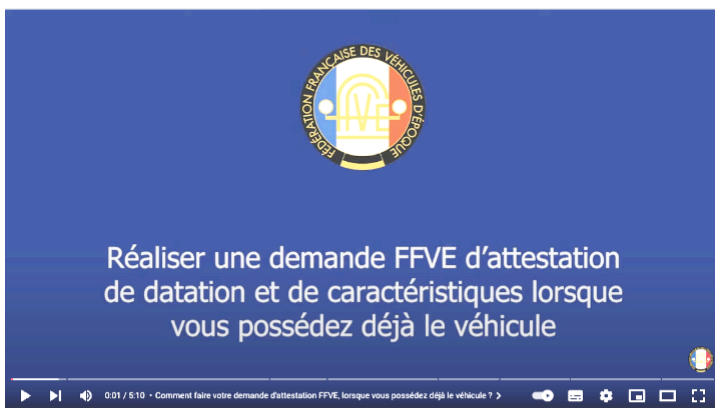 FÉDÉRATION FRANÇAISE DES VÉHICULES D'ÉPOQUE
FFVE
Réaliser une demande FFVE d'attestation
de datation et de caractéristiques lorsque
vous possédez déjà le véhicule
0:01 / 5:10 • Comment faire votre demande d'attestation FFVE, lorsque vous possédez déjà le véhicule ? >